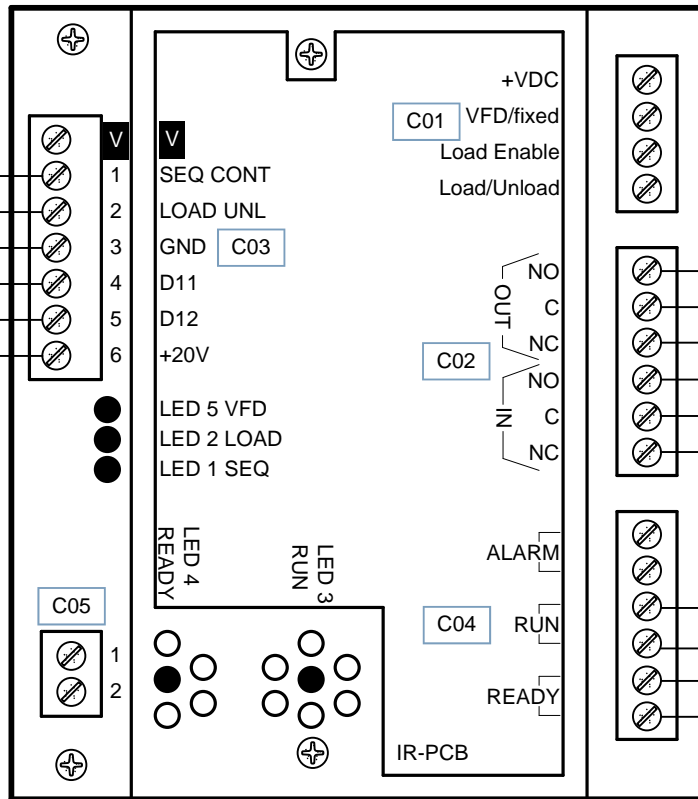 V
1
2
3
4
5
6
V
SEQ CONT
LOAD UNL
GND
C03
D11
D12
+20V
LED 5 VFD
LED 2 LOAD
LED 1 SEQ
+VDC
C01
VFD/fixed
Load Enable
Load/Unload
OUT
NO
C
NC
C02
IN
NO
C
NC
LED 4
READY
LED 3
RUN
ALARM
C04
RUN
READY
C05
1
2
IR-PCB